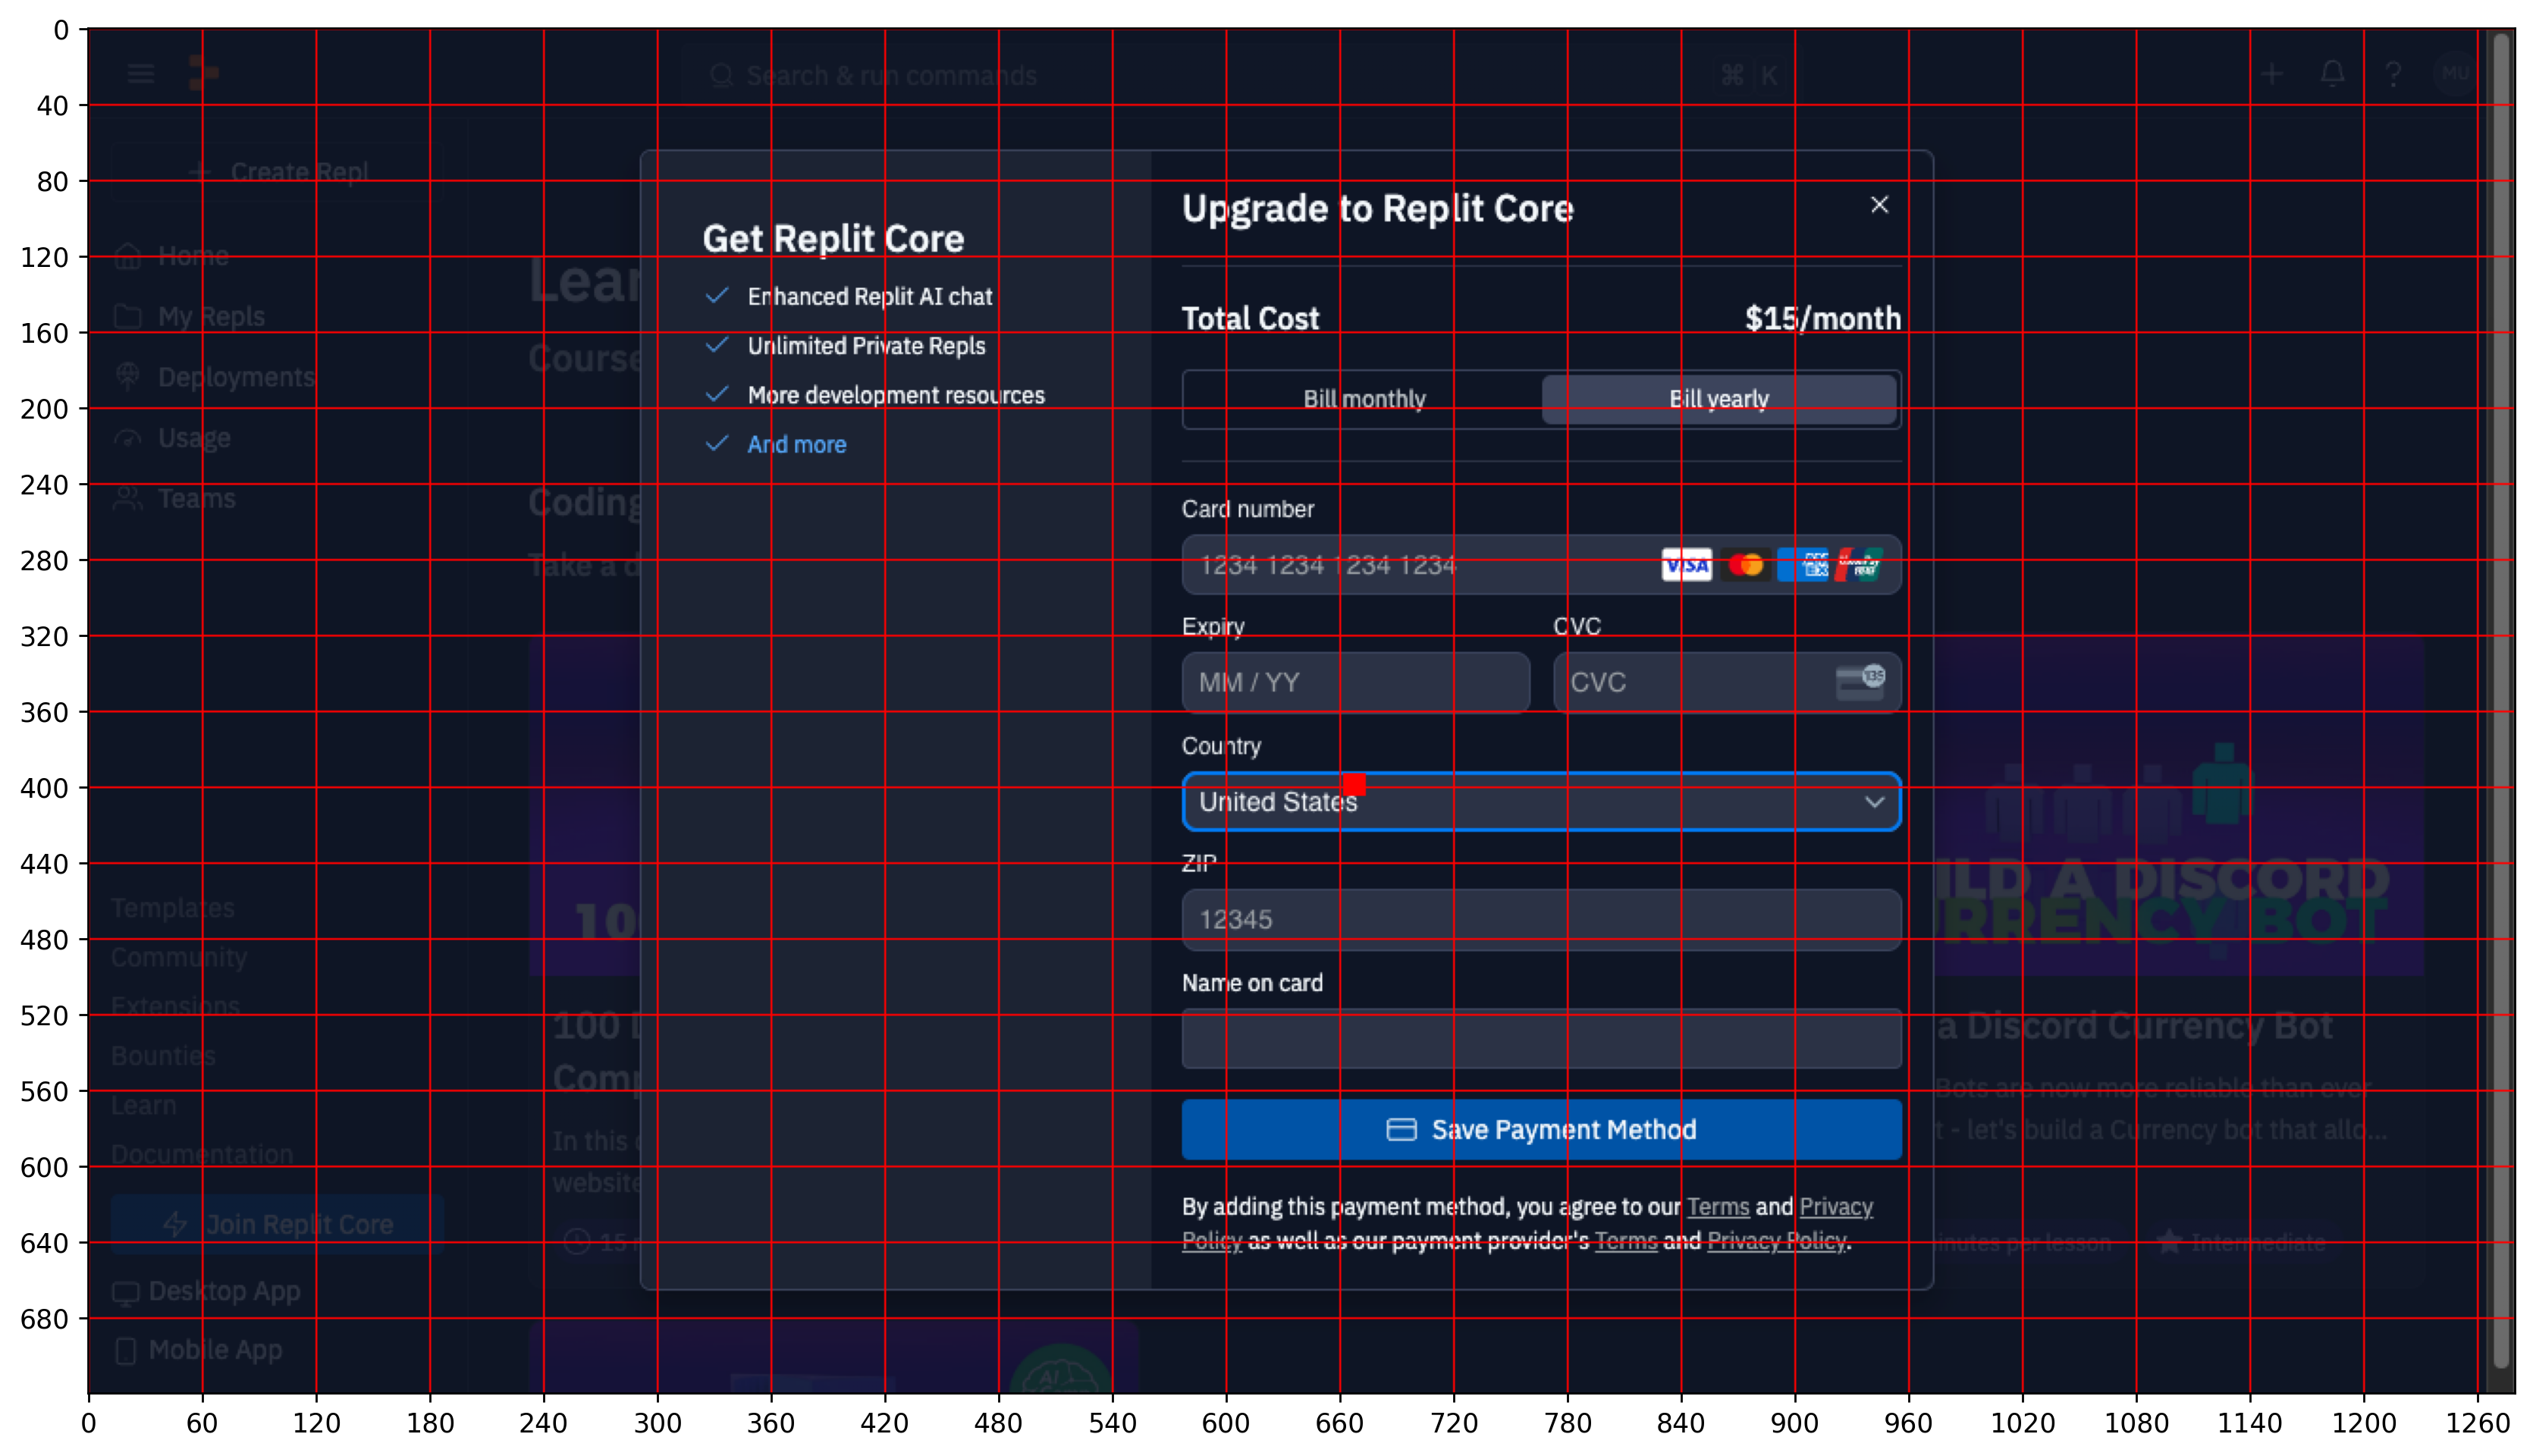 Search & run commands
⌘ K
MU
Create Repl
Home
My Repls
Deployments
Usage
Teams
Templates
Community
Extensions
Bounties
Learn
Documentation
Join Replit Core
Desktop App
Mobile App
Lear
Course
Coding
Take a d
10
100
Comp
In this
website
15
Get Replit Core
Enhanced Replit AI chat
Unlimited Private Repls
More development resources
And more
Upgrade to Replit Core
Total Cost
$15/month
Bill monthly
Bill yearly
Card number
1234 1234 1234 1234
VISA
Expiry
CVC
MM / YY
CVC
135
Country
United States
ZIP
12345
Name on card
Save Payment Method
By adding this payment method, you agree to our Terms and Privacy
Policy as well as our payment provider's Terms and Privacy Policy.
ILD A DISCORD
RRENCY BOT
a Discord Currency Bot
Bots are now more reliable than ever
t - let's build a Currency bot that allo...
inutes per lesson
Intermediate
AI
0
40
80
120
160
200
240
280
320
360
400
440
480
520
560
600
640
680
0 60 120 180 240 300 360 420 480 540 600 660 720 780 840 900 960 1020 1080 1140 1200 1260